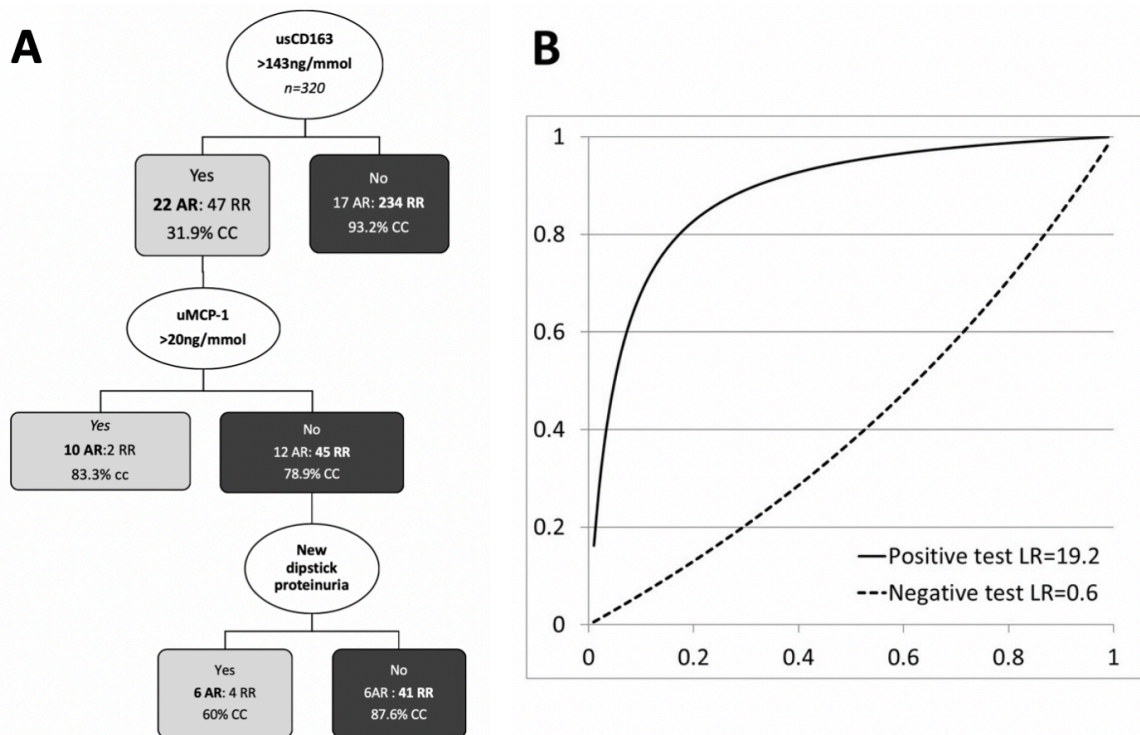 A
usCD163
>143ng/mmol
n=320
Yes
22 AR: 47 RR
31.9% CC
No
17 AR: 234 RR
93.2% CC
uMCP-1
>20ng/mmol
Yes
10 AR:2 RR
83.3% cc
No
12 AR: 45 RR
78.9% CC
New
dipstick
proteinuria
Yes
6 AR: 4 RR
60% CC
No
6AR : 41 RR
87.6% CC
B
1
0.8
0.6
0.4
0.2
0
Positive test LR=19.2
Negative test LR=0.6
0 0.2 0.4 0.6 0.8 1